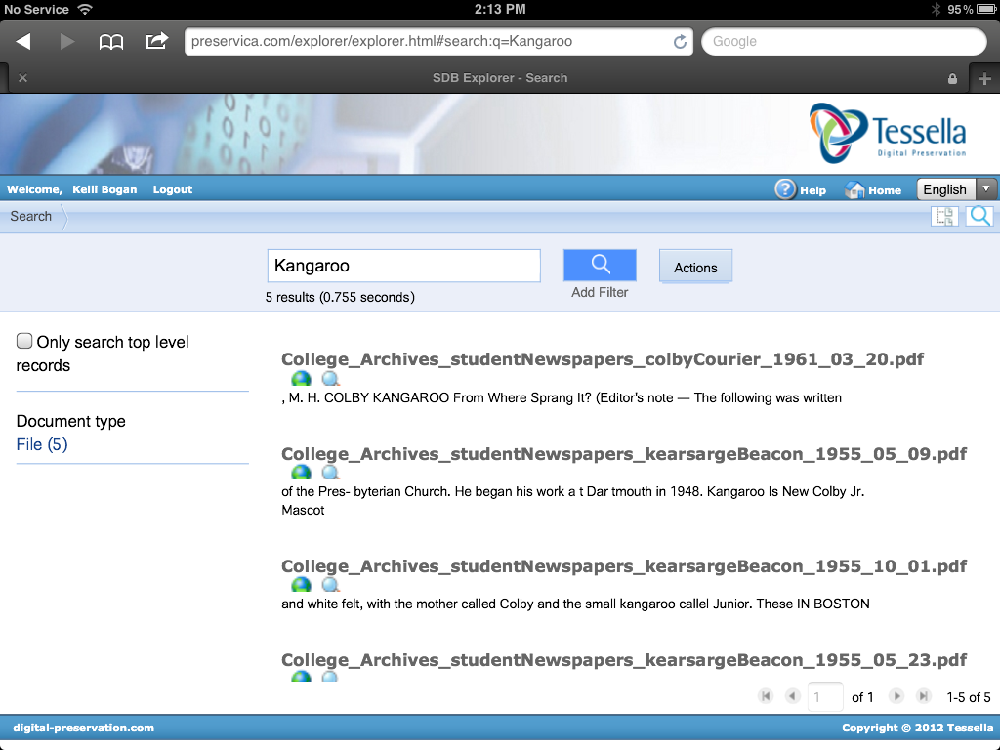 No Service 2:13 PM 95%
preservica.com/explorer/explorer.html#search:q=Kangaroo Google
SDB Explorer - Search
Tessella
Digital Preservation
Welcome, Kelli Bogan Logout Help Home English
Search
Kangaroo Actions
Add Filter
5 results (0.755 seconds)
Only search top level
records
Document type
File (5)
College_Archives_studentNewspapers_colbyCourier_1961_03_20.pdf
, M. H. COLBY KANGAROO From Where Sprang It? (Editor's note — The following was written
College_Archives_studentNewspapers_kearsargeBeacon_1955_05_09.pdf
of the Pres- byterian Church. He began his work a t Dar tmouth in 1948. Kangaroo Is New Colby Jr.
Mascot
College_Archives_studentNewspapers_kearsargeBeacon_1955_10_01.pdf
and white felt, with the mother called Colby and the small kangaroo callel Junior. These IN BOSTON
College_Archives_studentNewspapers_kearsargeBeacon_1955_05_23.pdf
1 of 1 1-5 of 5
digital-preservation.com Copyright © 2012 Tessella